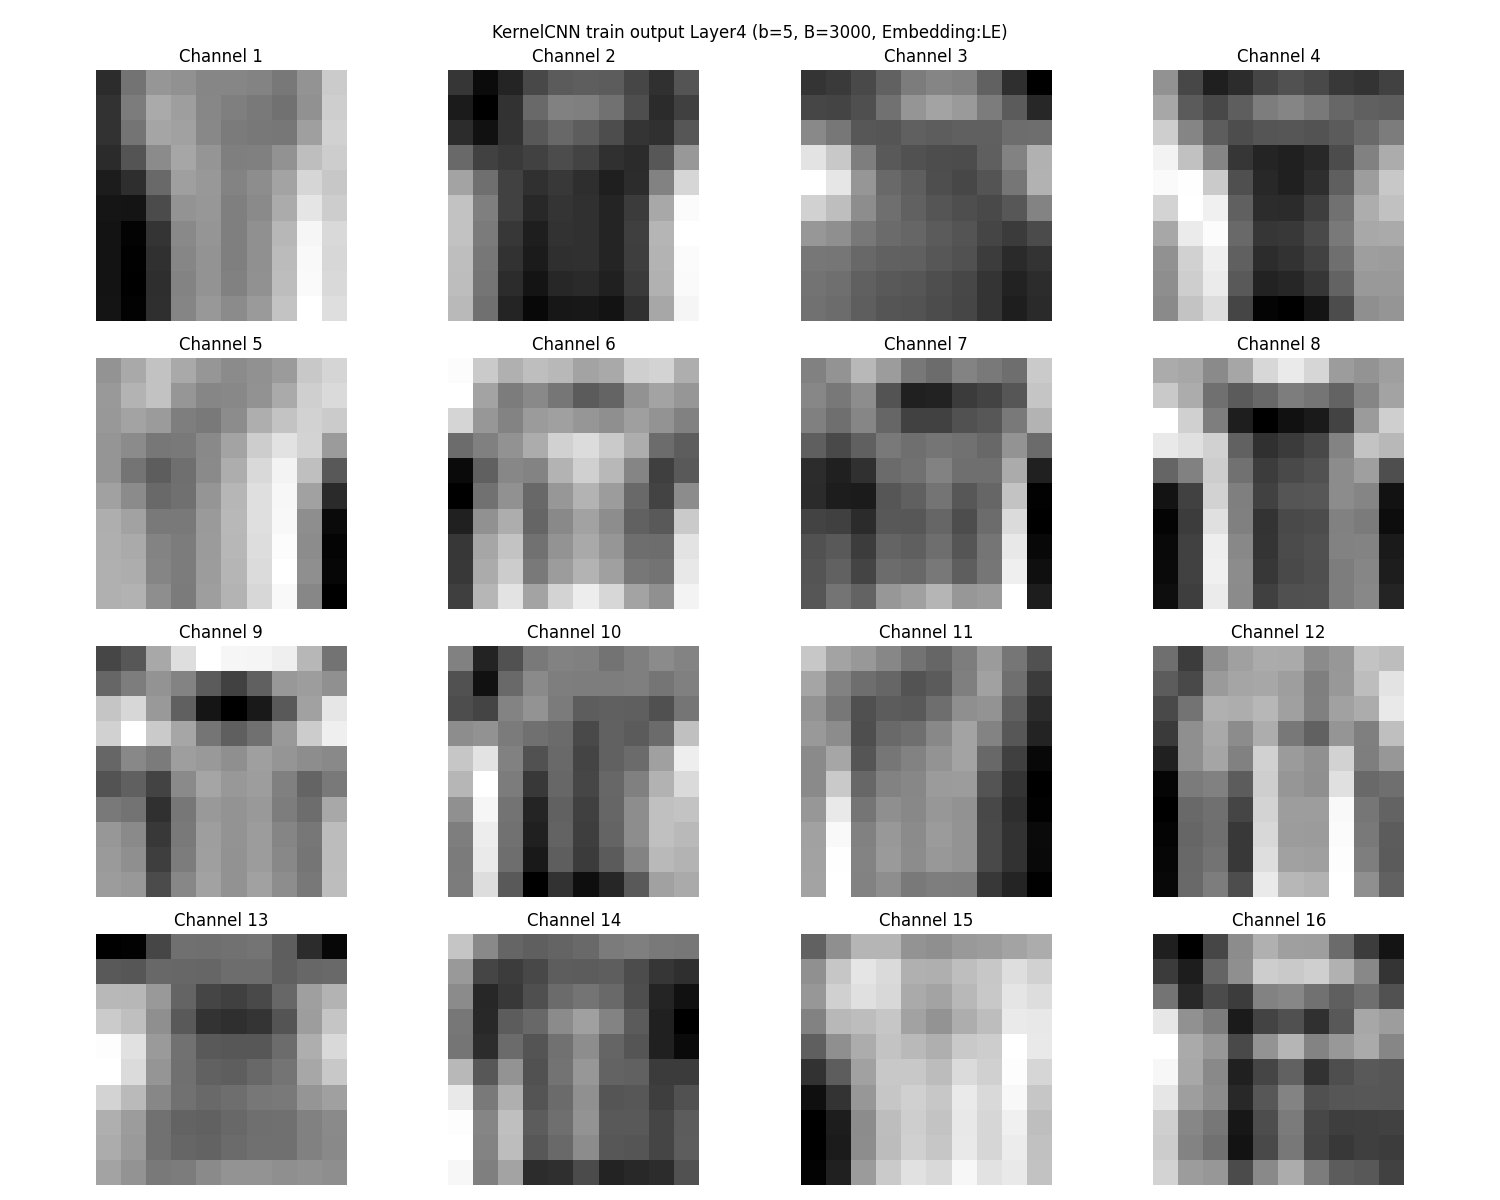 KernelCNN train output Layer4 (b=5, B=3000, Embedding:LE)
Channel 1
Channel 2
Channel 3
Channel 4
Channel 5
Channel 6
Channel 7
Channel 8
Channel 9
Channel 10
Channel 11
Channel 12
Channel 13
Channel 14
Channel 15
Channel 16